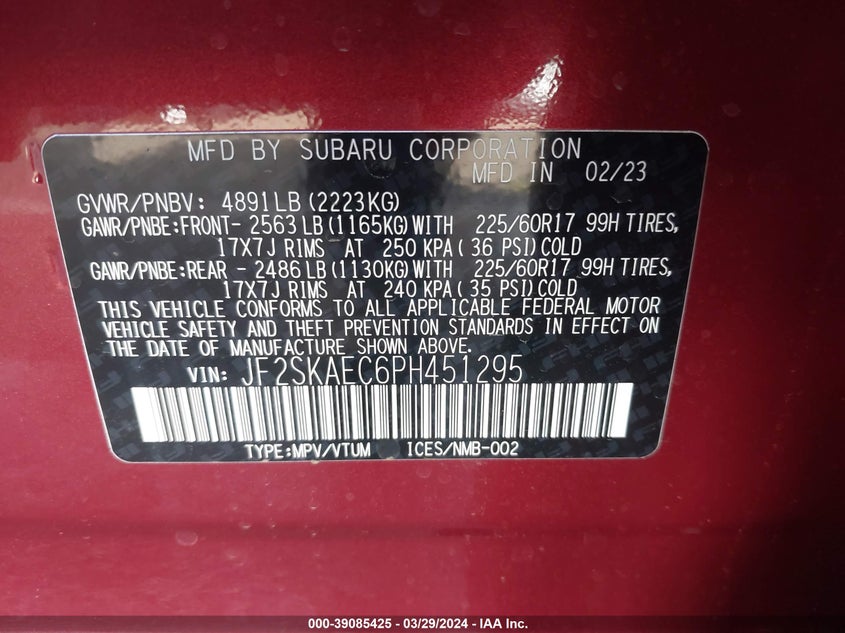 MFD BY SUBARU CORPORATION
MFD IN 02/23
GVWR/PNBV: 4891LB (2223KG)
GAWR/PNBE:FRONT- 2563 LB (1165KG) WITH 225/60R17 99H TIRES,
17X7J RIMS AT 250 KPA( 36 PSI) COLD
GAWR/PNBE:REAR - 2486 LB (1130KG) WITH 225/60R17 99H TIRES,
17X7J RIMS AT 240 KPA( 35 PSI) COLD
THIS VEHICLE CONFORMS TO ALL APPLICABLE FEDERAL MOTOR
VEHICLE SAFETY AND THEFT PREVENTION STANDARDS IN EFFECT ON
THE DATE OF MANUFACTURE SHOWN ABOVE.
VIN: JF2SKAEC6PH451295
TYPE:MPV/VTUM ICES/NMB-002
000-39085425 - 03/29/2024 - IAA Inc.